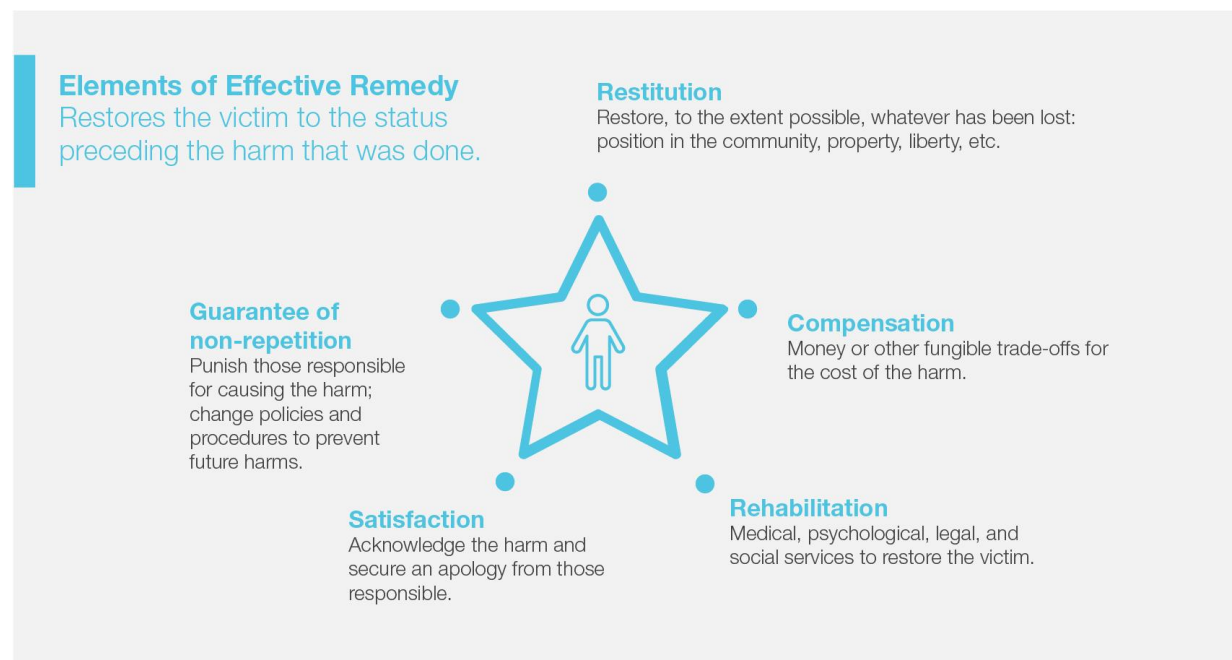 Elements of Effective Remedy
Restores the victim to the status
preceding the harm that was done.
Restitution
Restore, to the extent possible, whatever has been lost:
position in the community, property, liberty, etc.
Compensation
Money or other fungible trade-offs for
the cost of the harm.
Rehabilitation
Medical, psychological, legal, and
social services to restore the victim.
Satisfaction
Acknowledge the harm and
secure an apology from those
responsible.
Guarantee of
non-repetition
Punish those responsible
for causing the harm;
change policies and
procedures to prevent
future harms.